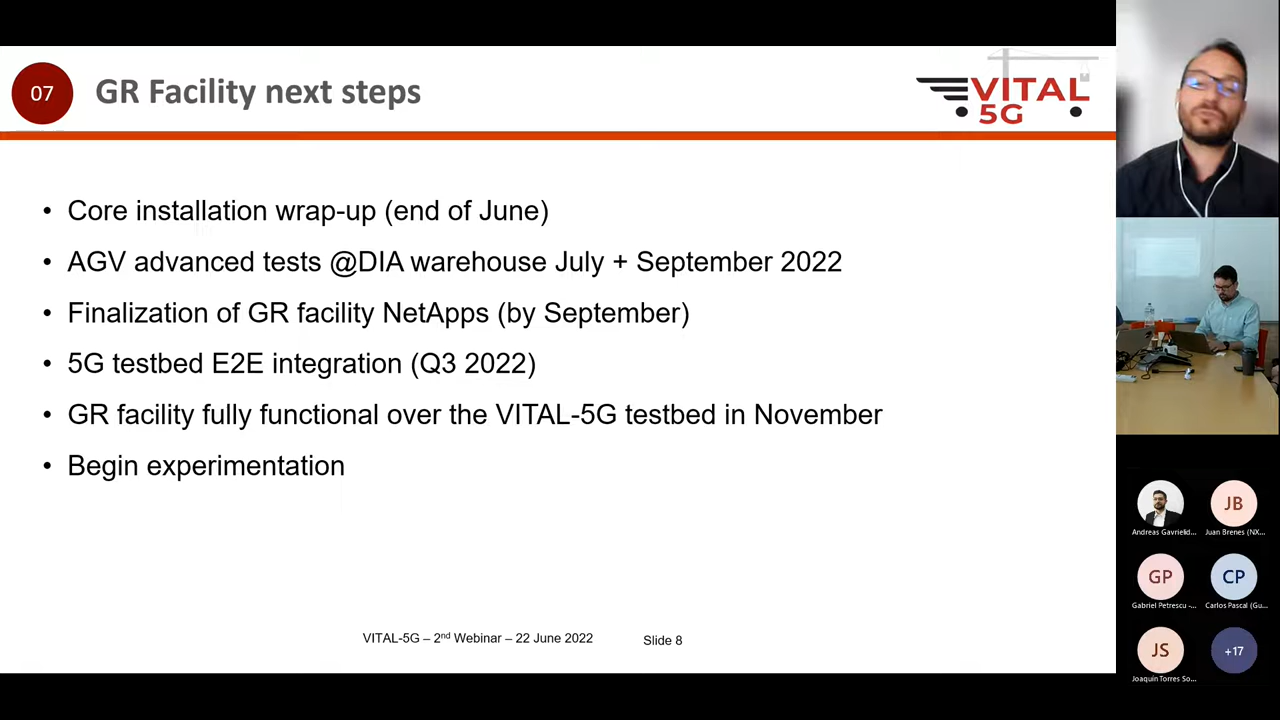 07
GR Facility next steps
VITAL
5G
• Core installation wrap-up (end of June)
• AGV advanced tests @DIA warehouse July + September 2022
• Finalization of GR facility NetApps (by September)
• 5G testbed E2E integration (Q3 2022)
• GR facility fully functional over the VITAL-5G testbed in November
• Begin experimentation
VITAL-5G – 2nd Webinar – 22 June 2022
Slide 8
JB
Andreas Gavrielid...
Juan Brenes (NX...
GP
CP
Gabriel Petrescu -...
Carlos Pascal (Gu...
JS
+17
Joaquín Torres So...